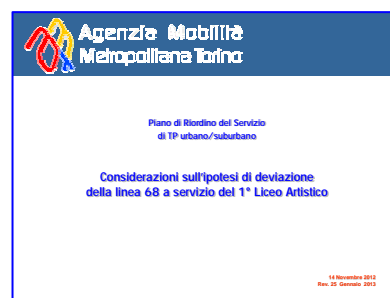 Agenzia Mobilità
Metropolitana Torino
Piano di Riordino del Servizio
di TP urbano/suburbano
Considerazioni sull'ipotesi di deviazione
della linea 68 a servizio del 1° Liceo Artistico
14 Novembre 2012
Rev. 25 Gennaio 2013